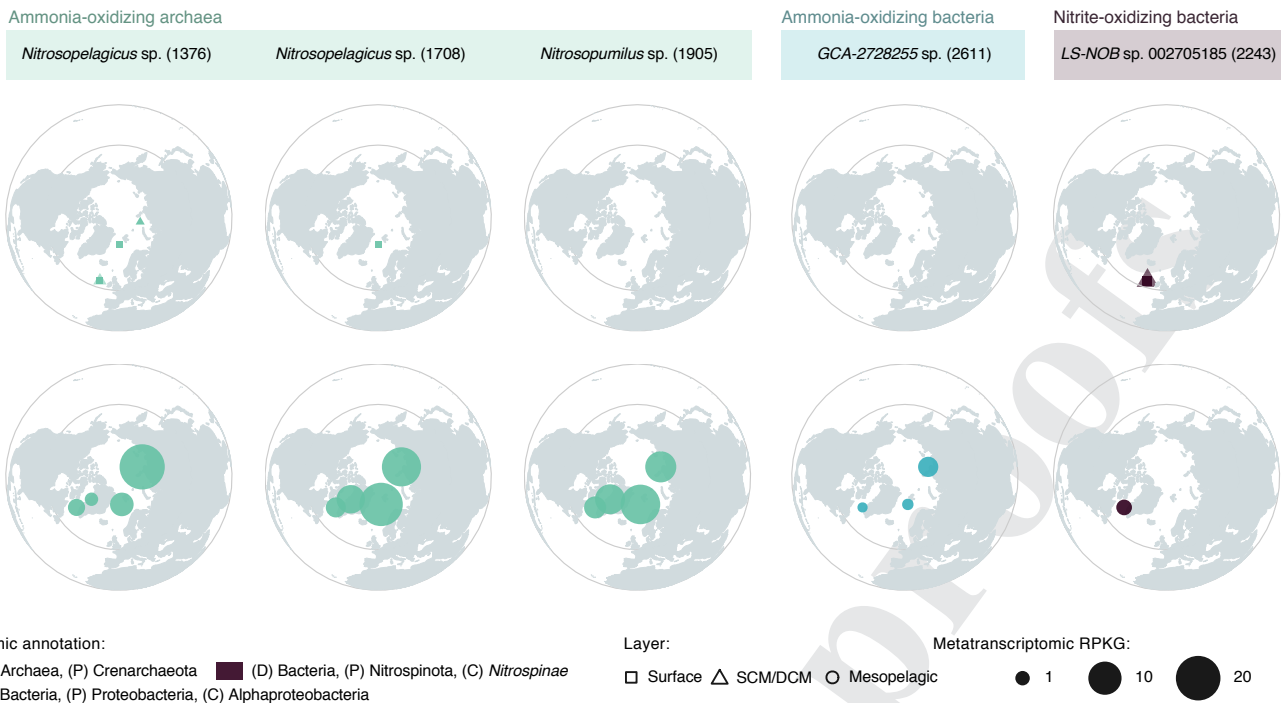 Ammonia-oxidizing archaea Ammonia-oxidizing bacteria Nitrite-oxidizing bacteria
Nitrosopelagicus sp. (1376) Nitrosopelagicus sp. (1708) Nitrosopumilus sp. (1905) GCA-2728255 sp. (2611) LS-NOB sp. 002705185 (2243)
mic annotation: Layer: Metatranscriptomic RPKG:
Archaea, (P) Crenarchaeota (D) Bacteria, (P) Nitrospinota, (C) Nitrospinae Surface SCM/DCM Mesopelagic 1 10 20
Bacteria, (P) Proteobacteria, (C) Alphaproteobacteria